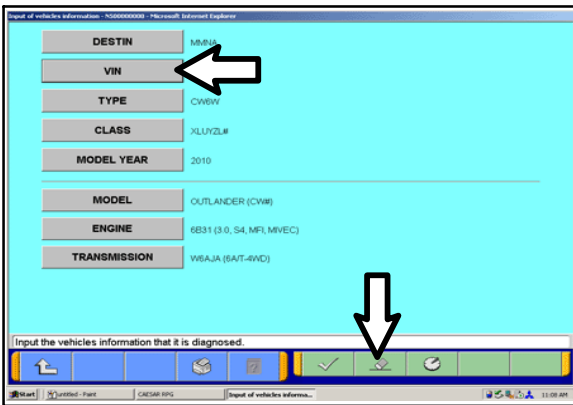 Input of vehicles information - NS00000000 - Microsoft Internet Explorer
DESTIN MMNA
VIN
TYPE CW6W
CLASS XLUYZL#
MODEL YEAR 2010
MODEL OUTLANDER (CW#)
ENGINE 6B31 (3.0, S4, MFI, MIVEC)
TRANSMISSION W6AJA (6A/T-4WD)
Input the vehicles information that it is diagnosed.
Start untitled - Paint CAESAR RPG Input of vehicles informa... 11:08 AM